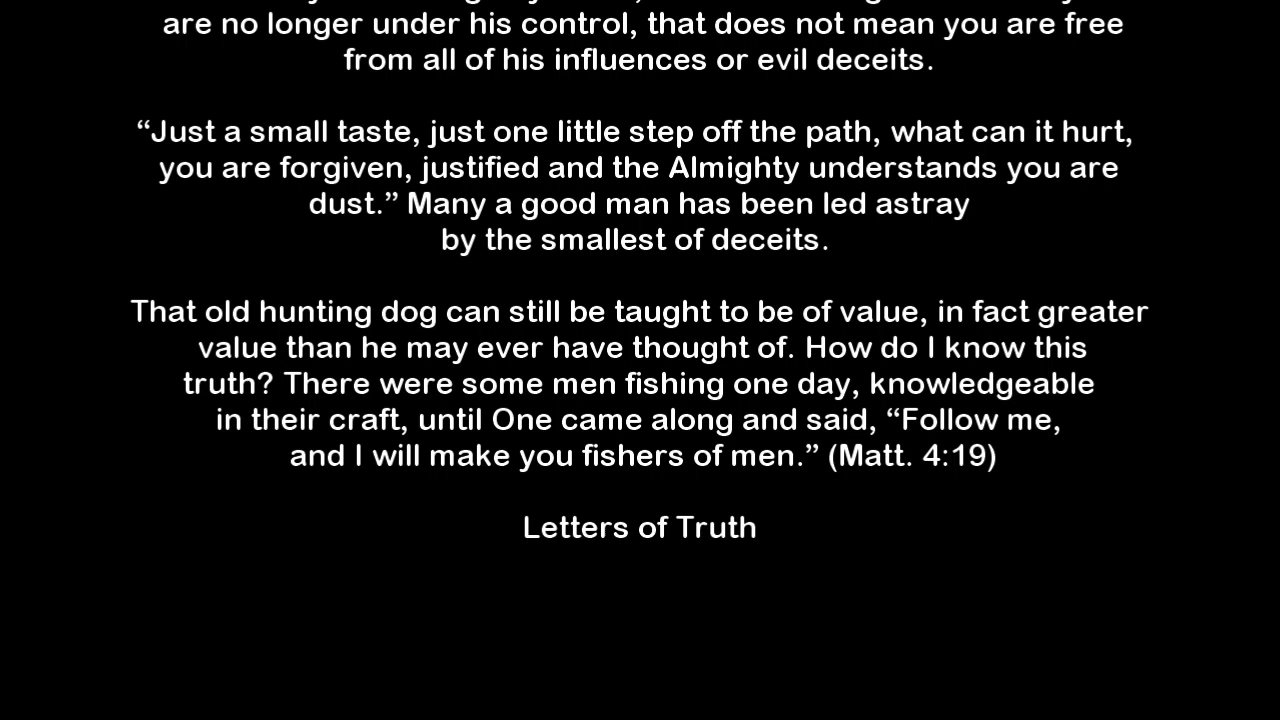 are no longer under his control, that does not mean you are free
from all of his influences or evil deceits.
“Just a small taste, just one little step off the path, what can it hurt,
you are forgiven, justified and the Almighty understands you are
dust.” Many a good man has been led astray
by the smallest of deceits.
That old hunting dog can still be taught to be of value, in fact greater
value than he may ever have thought of. How do I know this
truth? There were some men fishing one day, knowledgeable
in their craft, until One came along and said, “Follow me,
and I will make you fishers of men.” (Matt. 4:19)
Letters of Truth